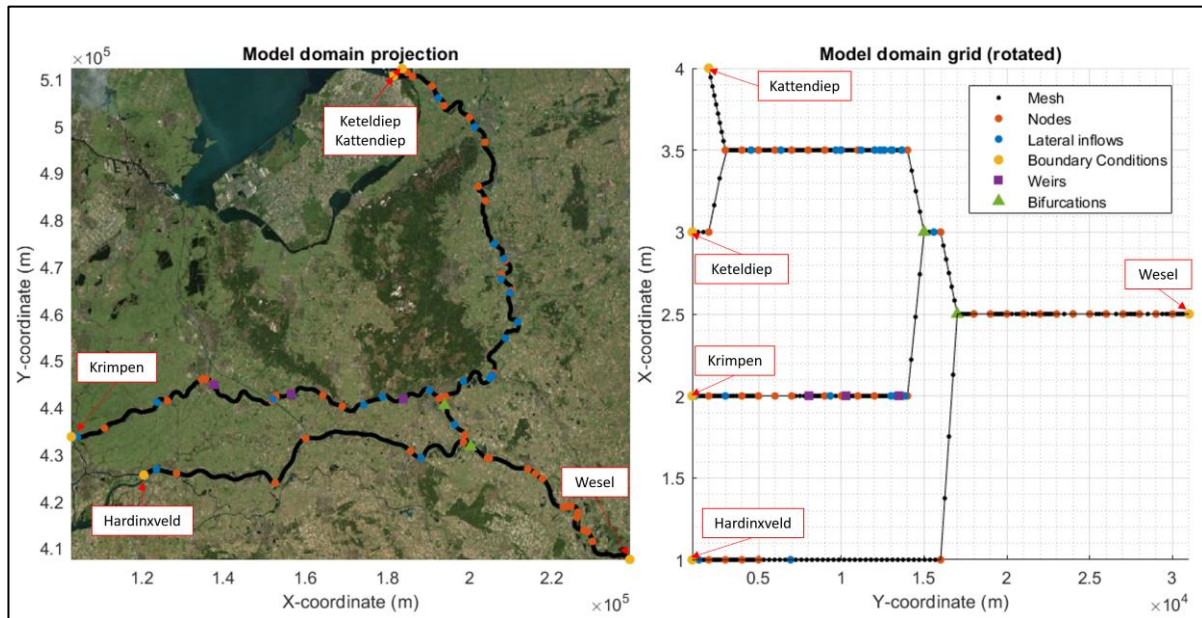 Model domain projection
×10⁵
5.1
5
4.9
4.8
4.7
4.6
4.5
4.4
4.3
4.2
4.1
Y-coordinate (m)
Keteldiep
Kattendiep
Krimpen
Hardinxveld
Wesel
1.2
1.4
1.6
1.8
2
2.2
×10⁵
X-coordinate (m)
Model domain grid (rotated)
4
3.5
3
2.5
2
1.5
1
X-coordinate (m)
Kattendiep
Mesh
Nodes
Lateral inflows
Boundary Conditions
Weirs
Bifurcations
Keteldiep
Wesel
Krimpen
Hardinxveld
0.5
1
1.5
2
2.5
3
×10⁴
Y-coordinate (m)